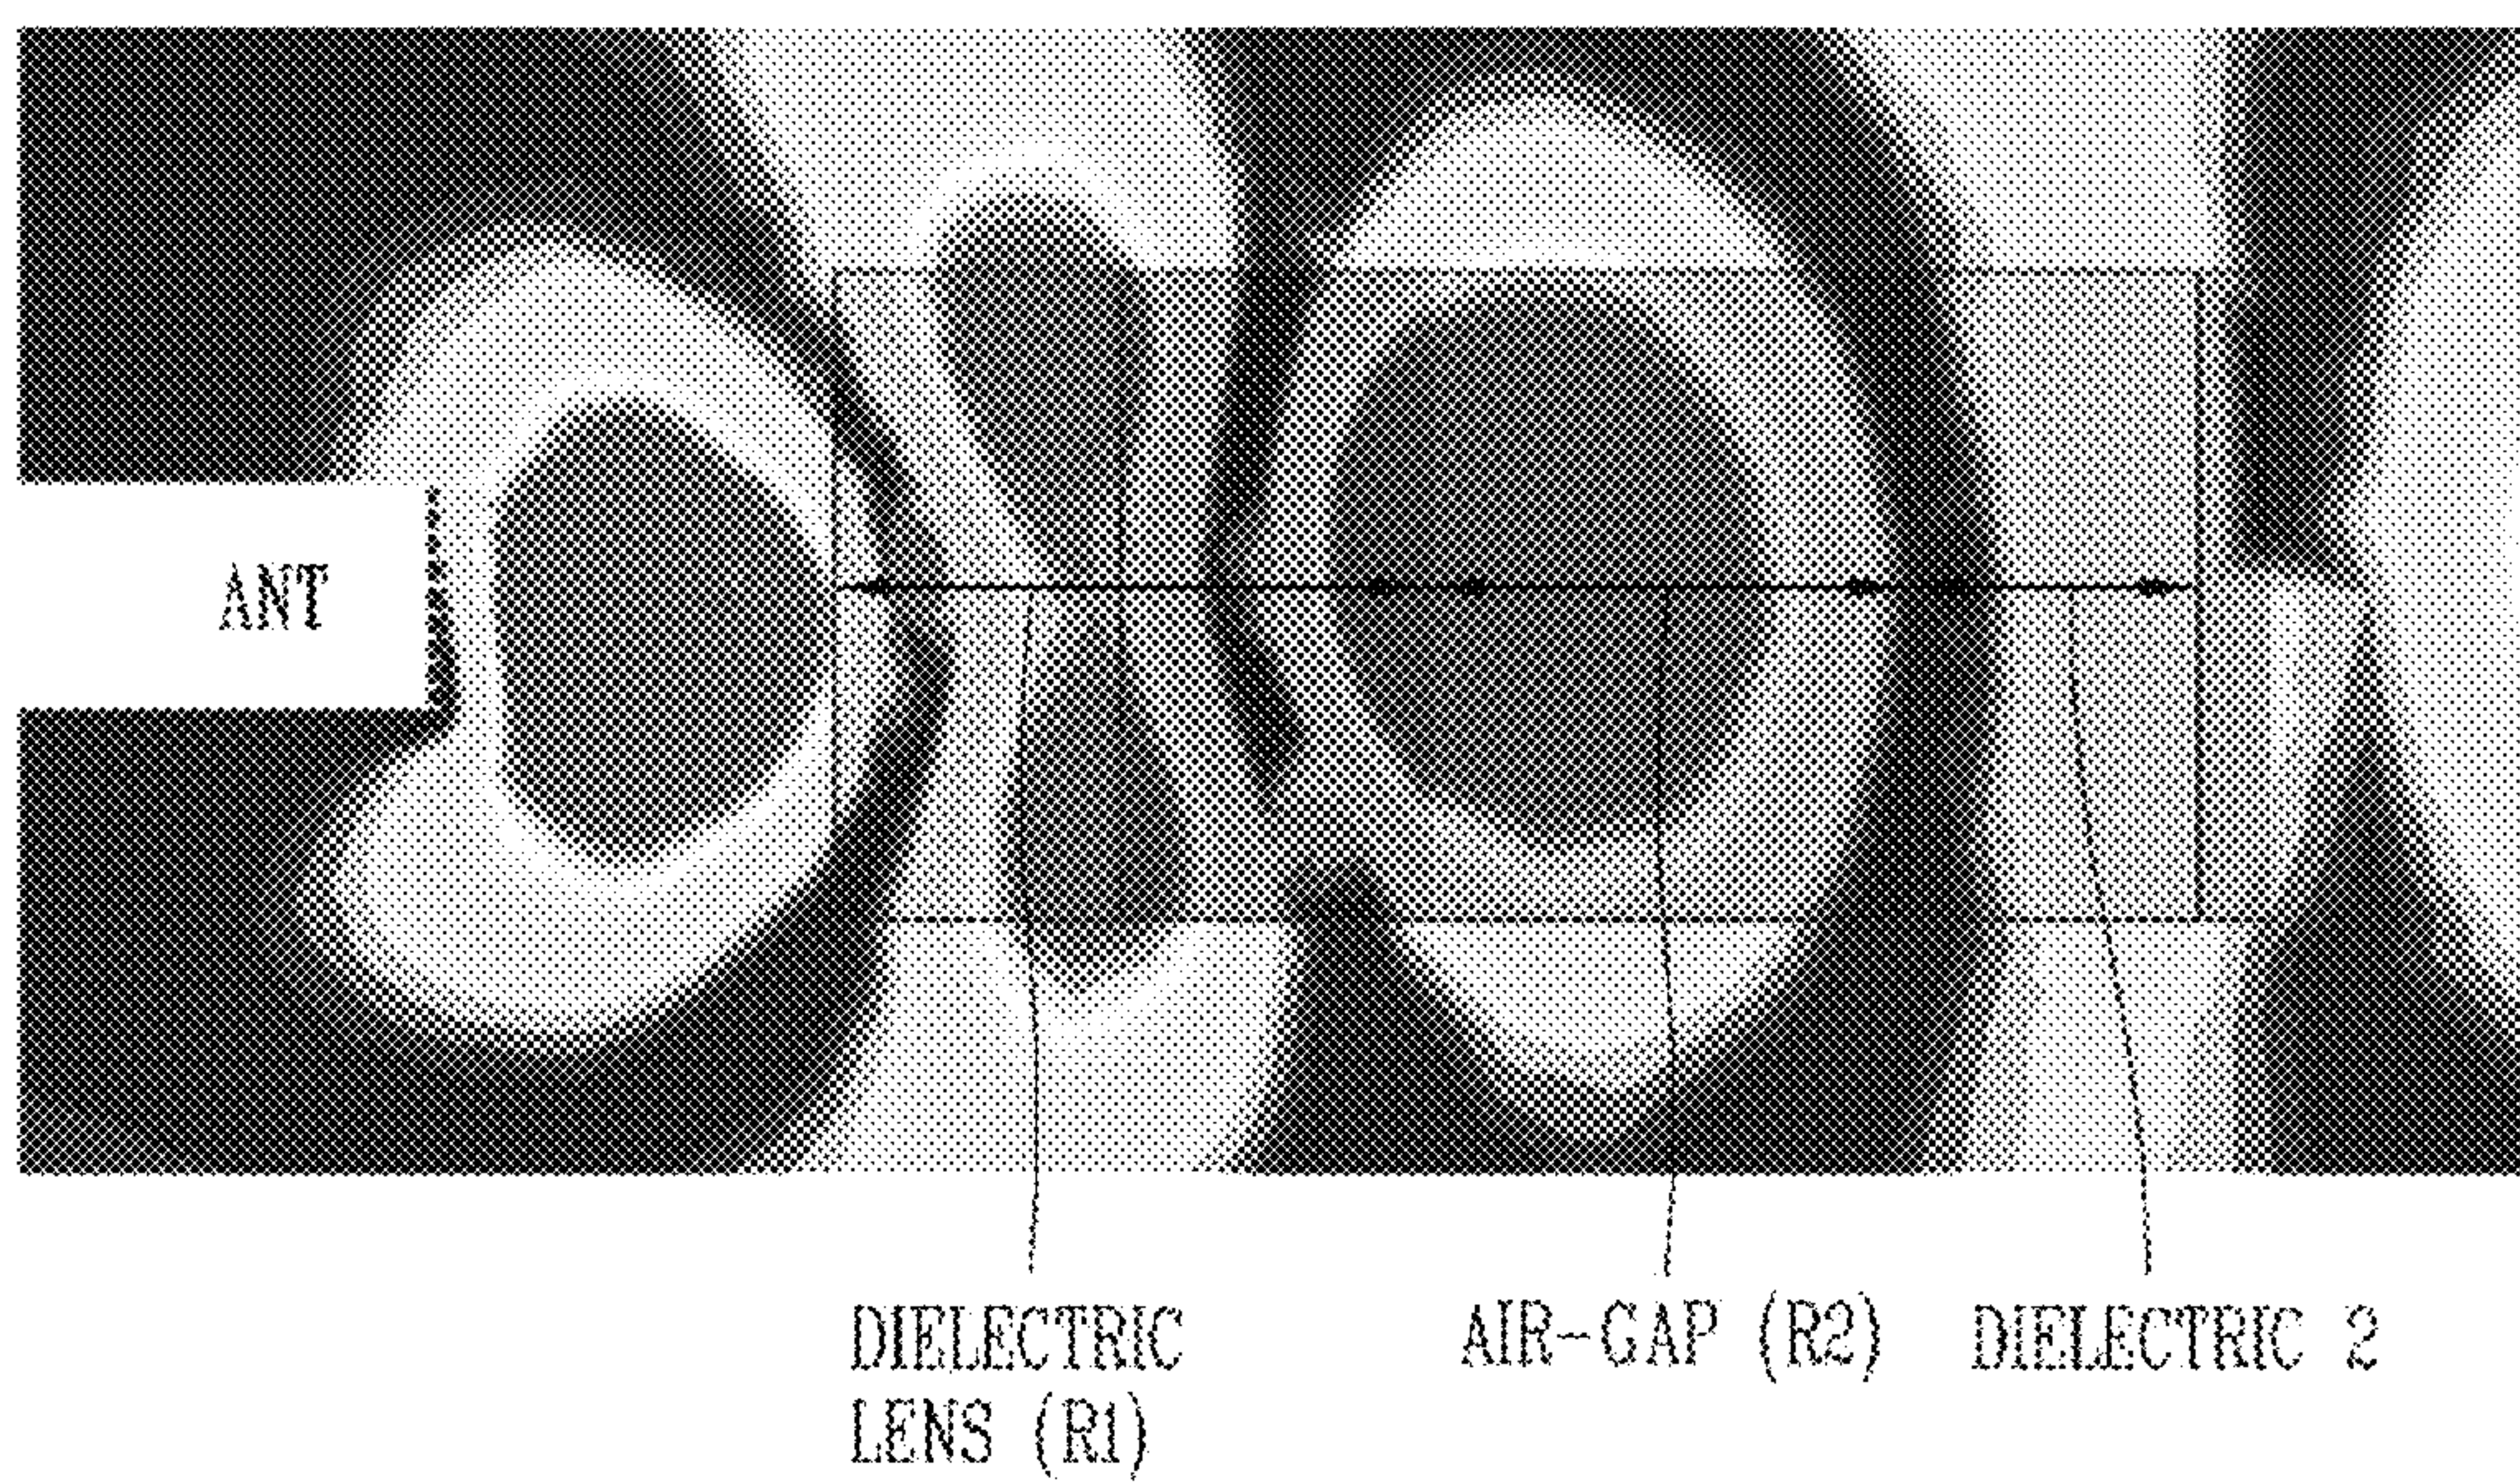 ANT
DIELECTRIC
LENS (R1)
AIR-GAP (R2)
DIELECTRIC 2